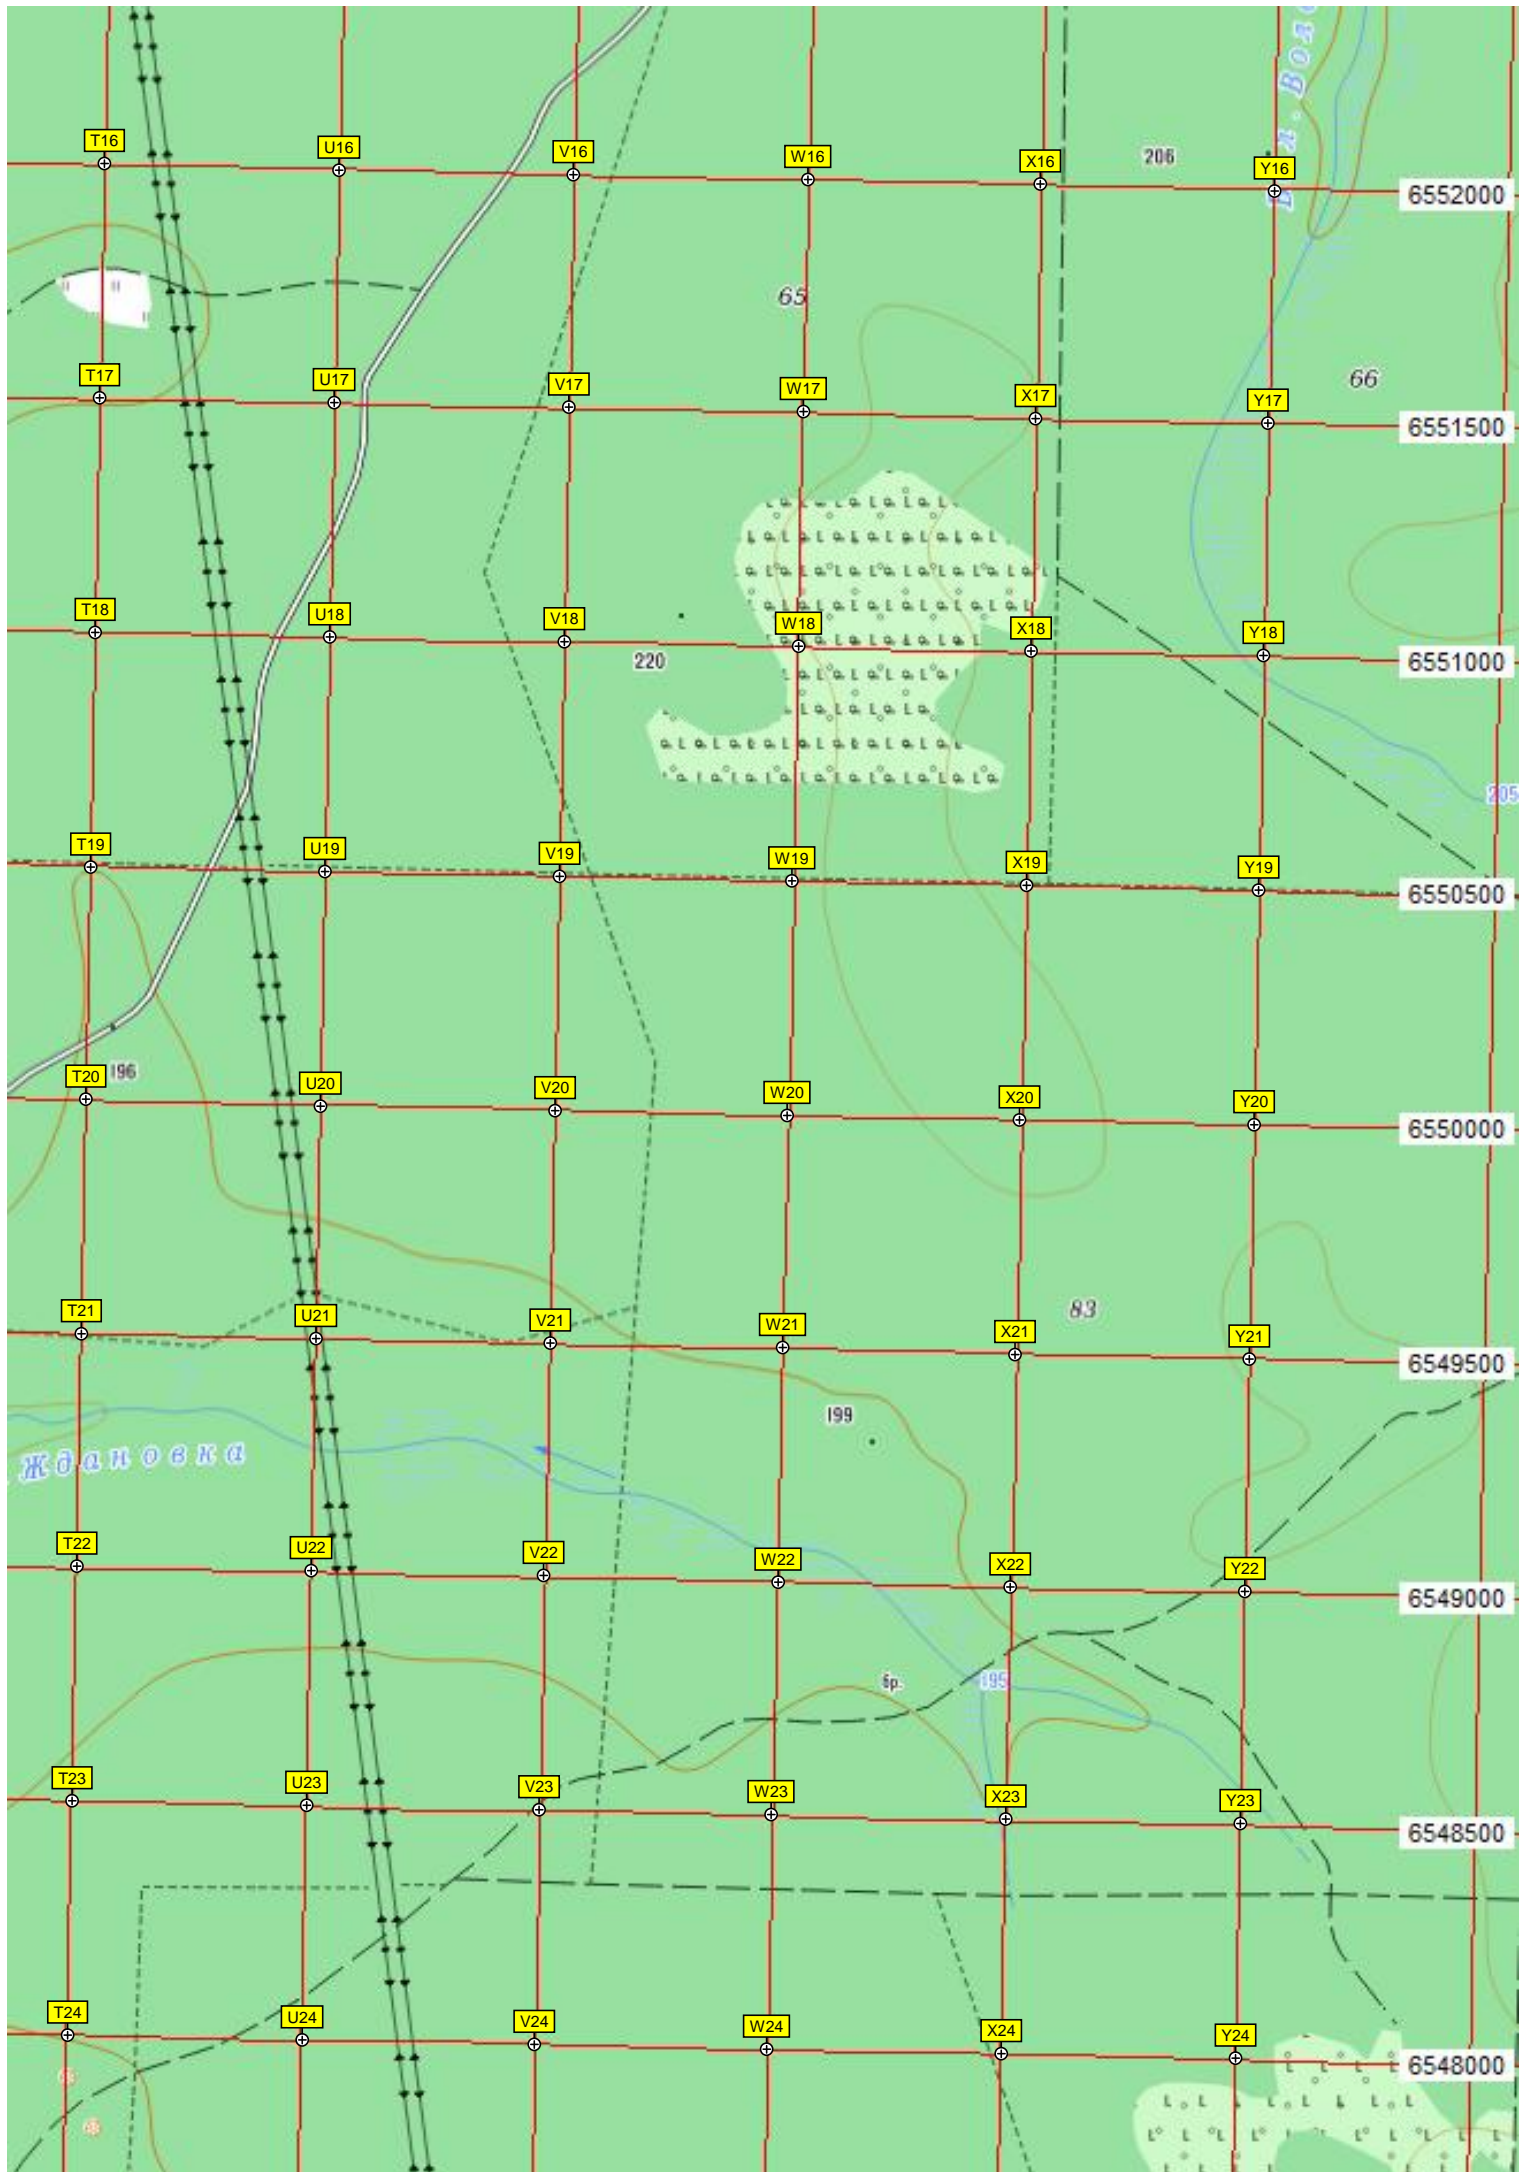 T16 U16 V16 W16 X16 206 Y16
6552000
65
T17 U17 V17 W17 X17 Y17
66
6551500
T18 U18 V18 W18 X18 Y18
220
6551000
205
T19 U19 V19 W19 X19 Y19
6550500
T20 196 U20 V20 W20 X20 Y20
6550000
T21 U21 V21 W21 X21 Y21
83
6549500
199
Ждановка
T22 U22 V22 W22 X22 Y22
6549000
бр. 195
T23 U23 V23 W23 X23 Y23
6548500
T24 U24 V24 W24 X24 Y24
6548000